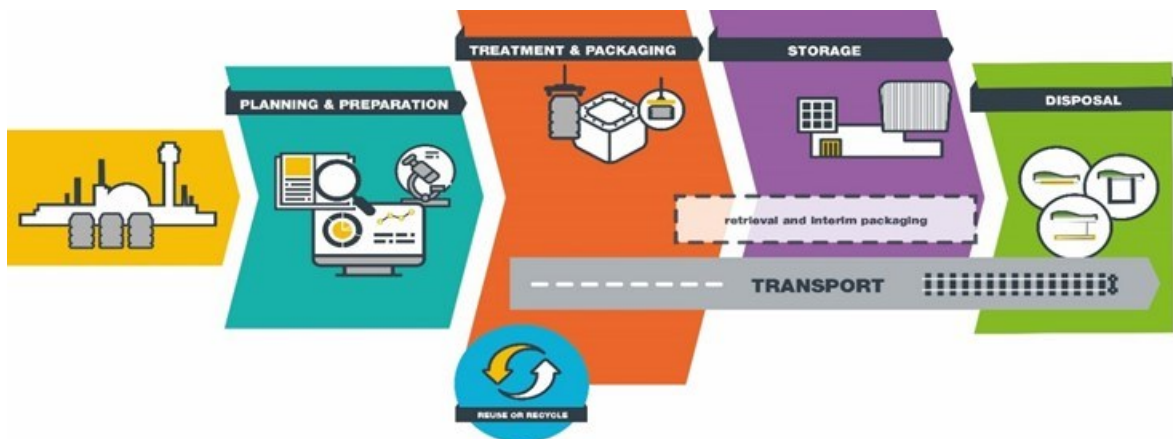 PLANNING & PREPARATION
TREATMENT & PACKAGING
STORAGE
DISPOSAL
retrieval and interim packaging
TRANSPORT
REUSE OR RECYCLE